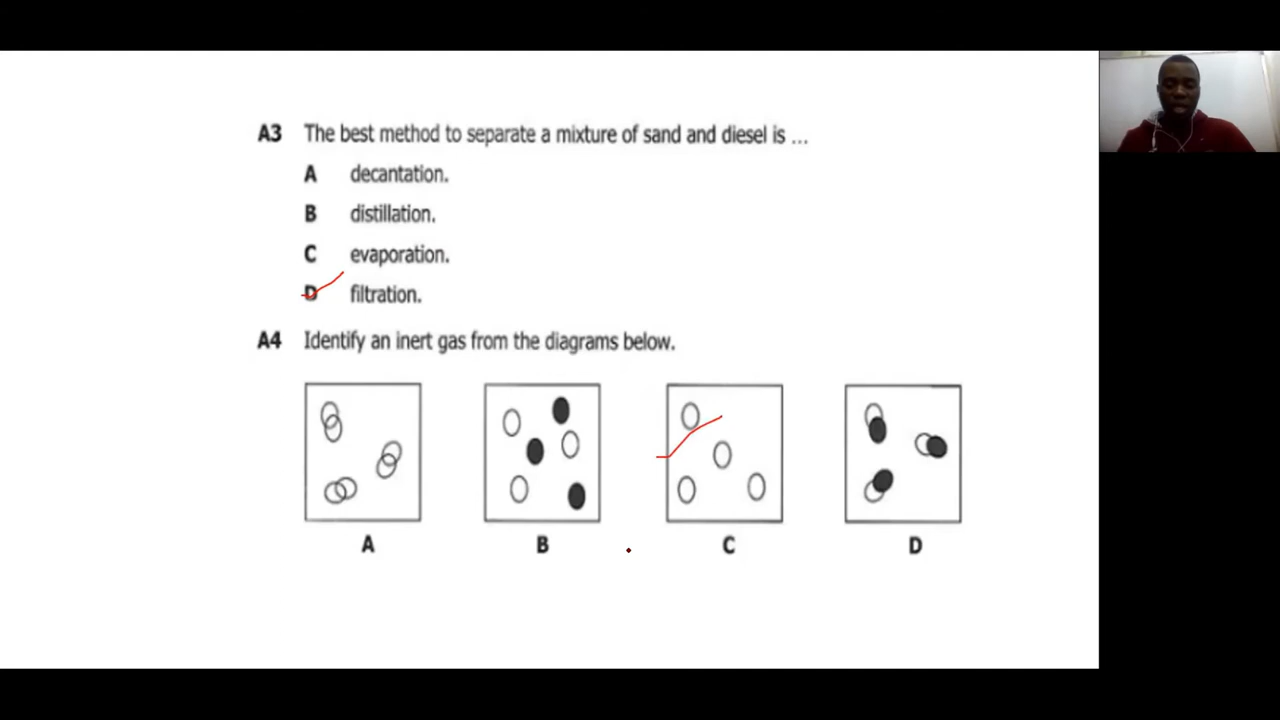 A3 The best method to separate a mixture of sand and diesel is ...
A decantation.
B distillation.
C evaporation.
D filtration.
A4 Identify an inert gas from the diagrams below.
A B C D